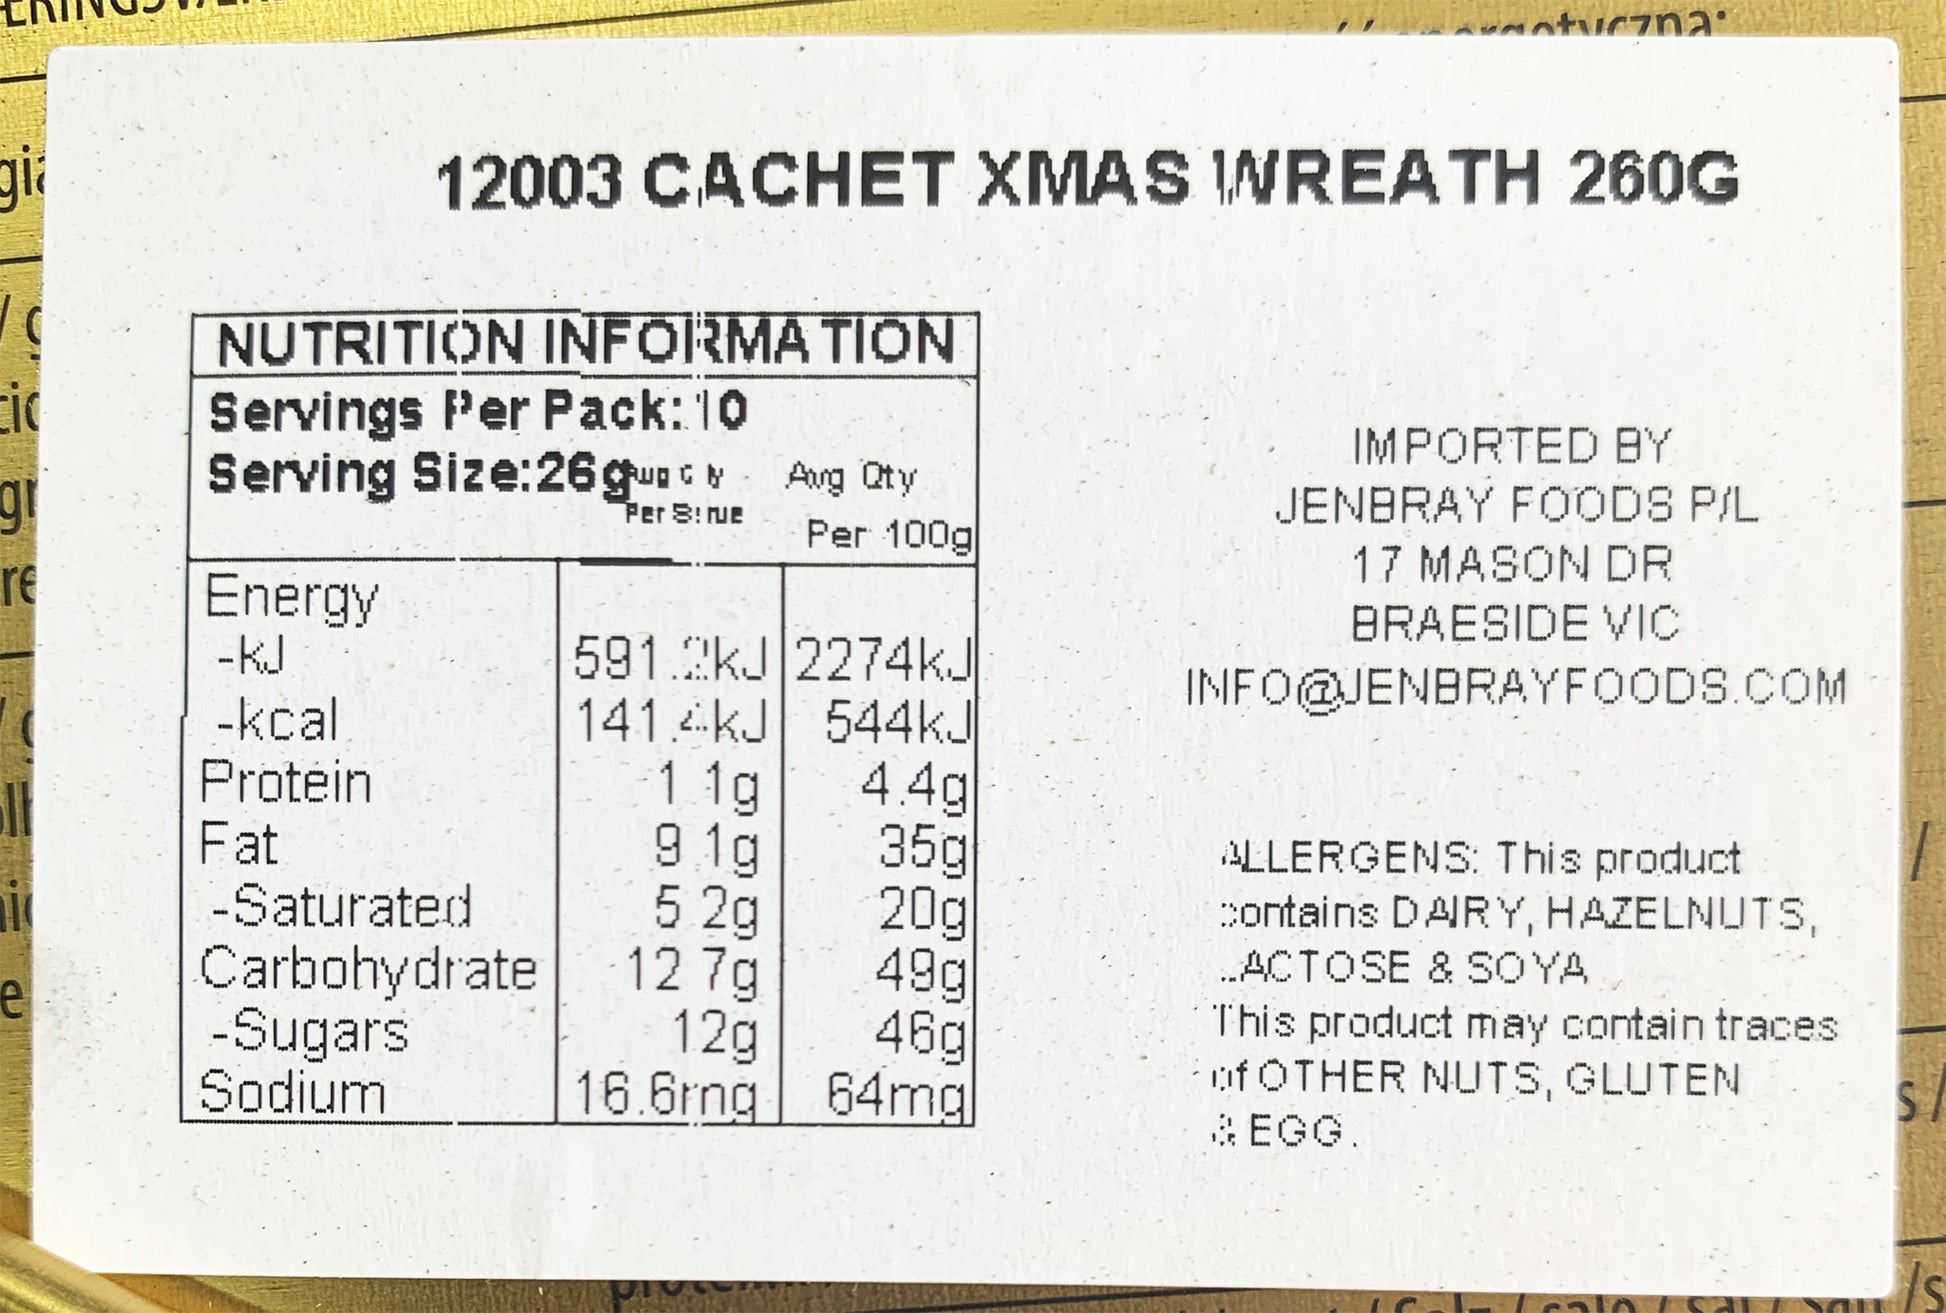 12003 CACHET XMAS WREATH 260G
NUTRITION INFORMATION
Servings Per Pack: 10
Serving Size:26g Avg Qty
Per 100g
Energy
-kJ 591.2kJ 2274kJ
-kcal 141.4kJ 544kJ
Protein 1 1g 4.4g
Fat 9 1g 35g
-Saturated 5 2g 20g
Carbohydrate 12 7g 49g
-Sugars 12g 46g
Sodium 16.6mg 64mg
IMPORTED BY
JENBRAY FOODS P/L
17 MASON DR
BRAESIDE VIC
INFO@JENBRAYFOODS.COM
ALLERGENS: This product
contains DAIRY, HAZELNUTS,
LACTOSE & SOYA
This product may contain traces
of OTHER NUTS, GLUTEN
& EGG.